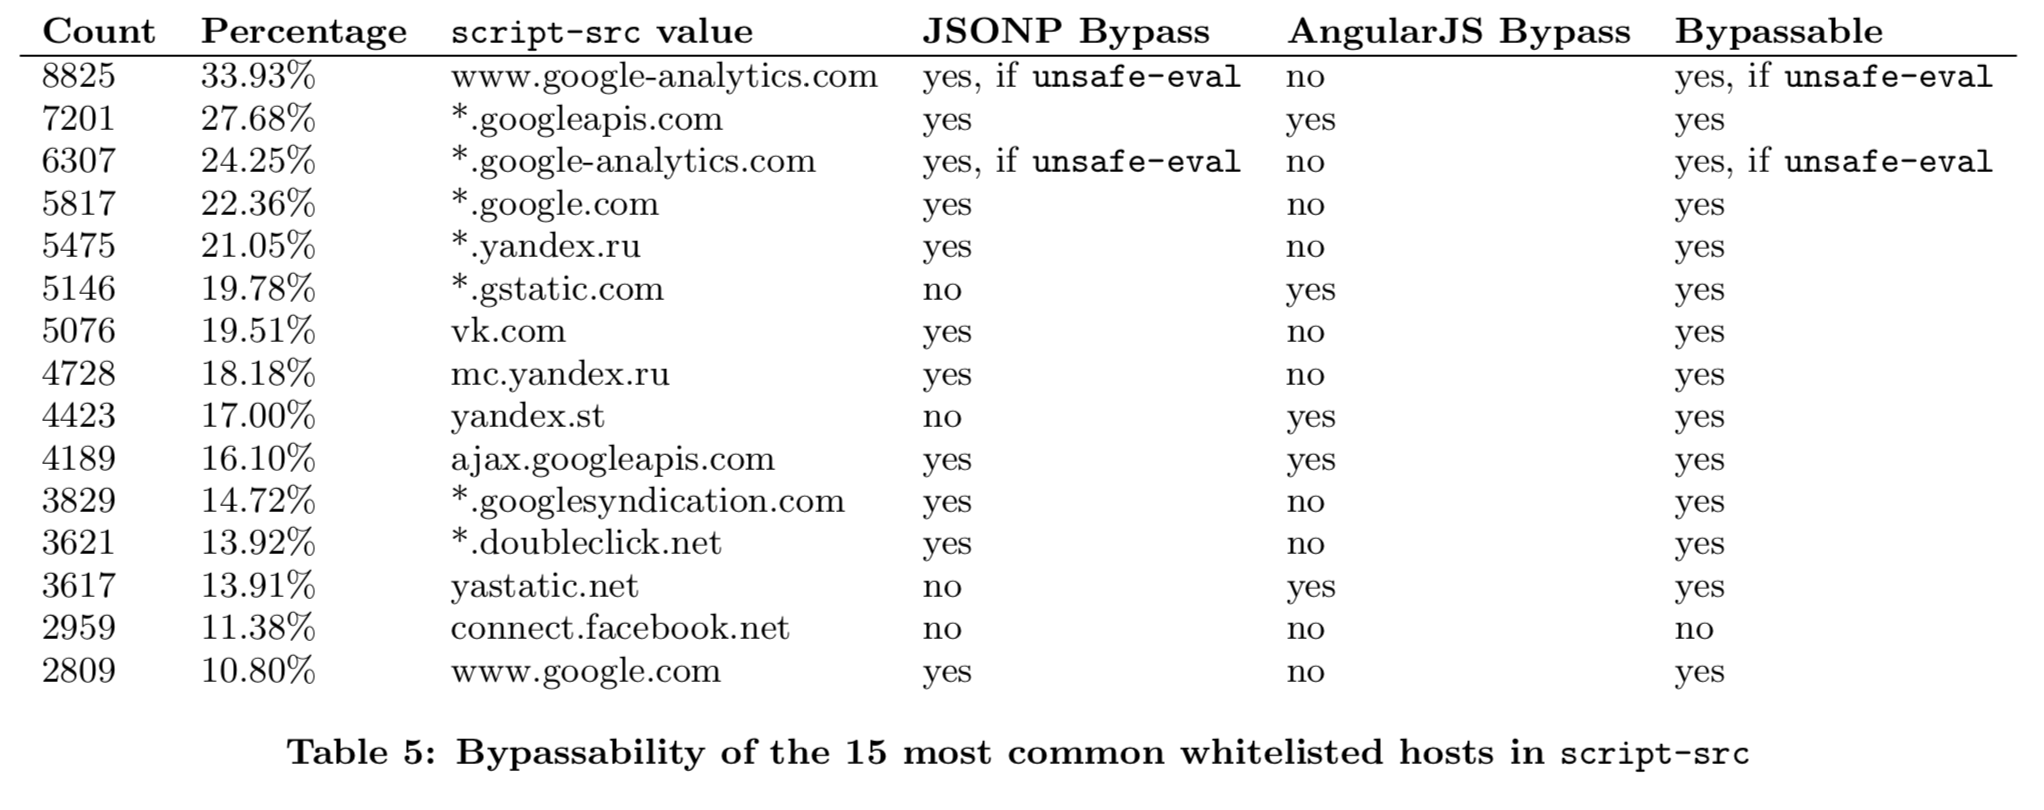 Count Percentage script-src value JSONP Bypass AngularJS Bypass Bypassable
8825 33.93% www.google-analytics.com yes, if unsafe-eval no yes, if unsafe-eval
7201 27.68% *.googleapis.com yes yes yes
6307 24.25% *.google-analytics.com yes, if unsafe-eval no yes, if unsafe-eval
5817 22.36% *.google.com yes no yes
5475 21.05% *.yandex.ru yes no yes
5146 19.78% *.gstatic.com no yes yes
5076 19.51% vk.com yes no yes
4728 18.18% mc.yandex.ru yes no yes
4423 17.00% yandex.st no yes yes
4189 16.10% ajax.googleapis.com yes yes yes
3829 14.72% *.googlesyndication.com yes no yes
3621 13.92% *.doubleclick.net yes no yes
3617 13.91% yastatic.net no yes yes
2959 11.38% connect.facebook.net no no no
2809 10.80% www.google.com yes no yes
Table 5: Bypassability of the 15 most common whitelisted hosts in script-src